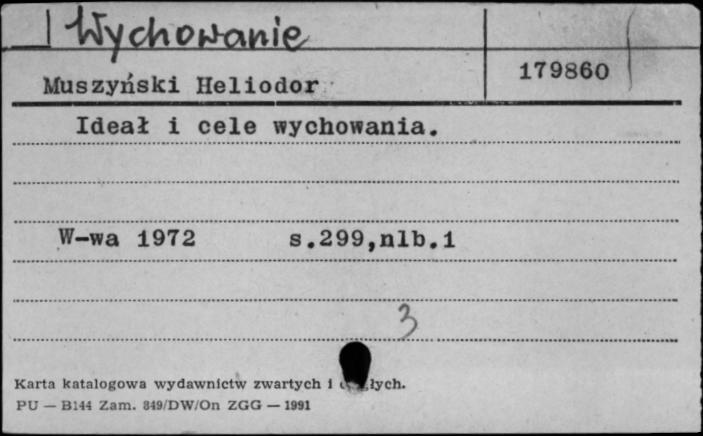 Wychowanie
Muszyński Heliodor
179860
Ideał i cele wychowania.
W-wa 1972 s.299,nlb.1
3
Karta katalogowa wydawnictw zwartych i
PU — B144 Zam. 849/DW/On ZGG — 1991